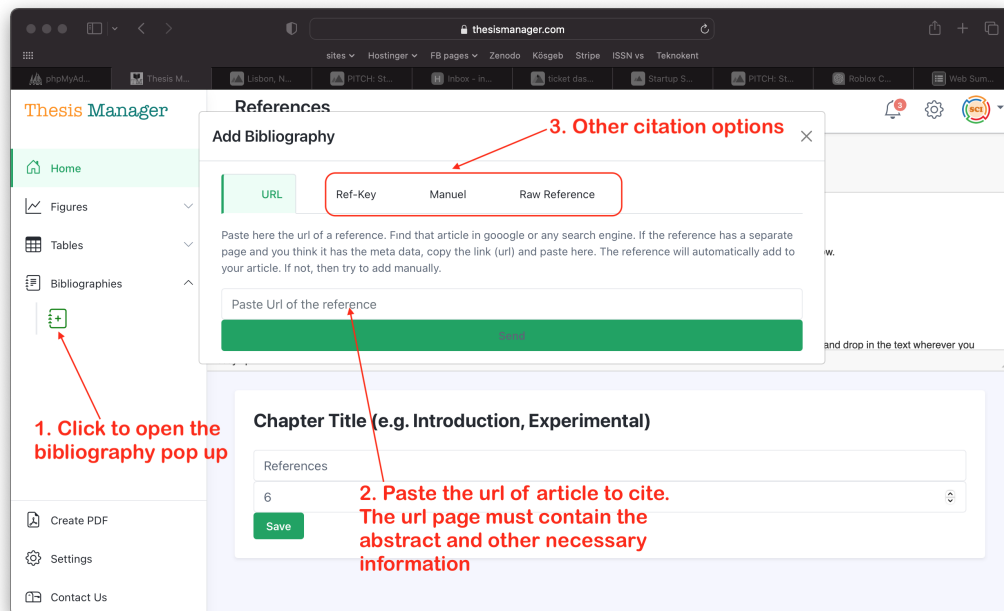 thesismanager.com
sites Hostinger FB pages Zenodo Kösgeb Stripe ISSN vs Teknokent
phpMyAd... Thesis M... Lisbon, N... PITCH: St... Inbox - in... ticket das... Startup S... PITCH: St... Roblox C... Web Sum...
Thesis Manager
References
3
SCI
Add Bibliography
3. Other citation options
Home
URL
Ref-Key
Manuel
Raw Reference
Figures
Tables
Bibliographies
Paste here the url of a reference. Find that article in gooogle or any search engine. If the reference has a separate
page and you think it has the meta data, copy the link (url) and paste here. The reference will automatically add to
your article. If not, then try to add manually.
Paste Url of the reference
Send
and drop in the text wherever you
1. Click to open the
bibliography pop up
Chapter Title (e.g. Introduction, Experimental)
References
6
Save
2. Paste the url of article to cite.
The url page must contain the
abstract and other necessary
information
Create PDF
Settings
Contact Us